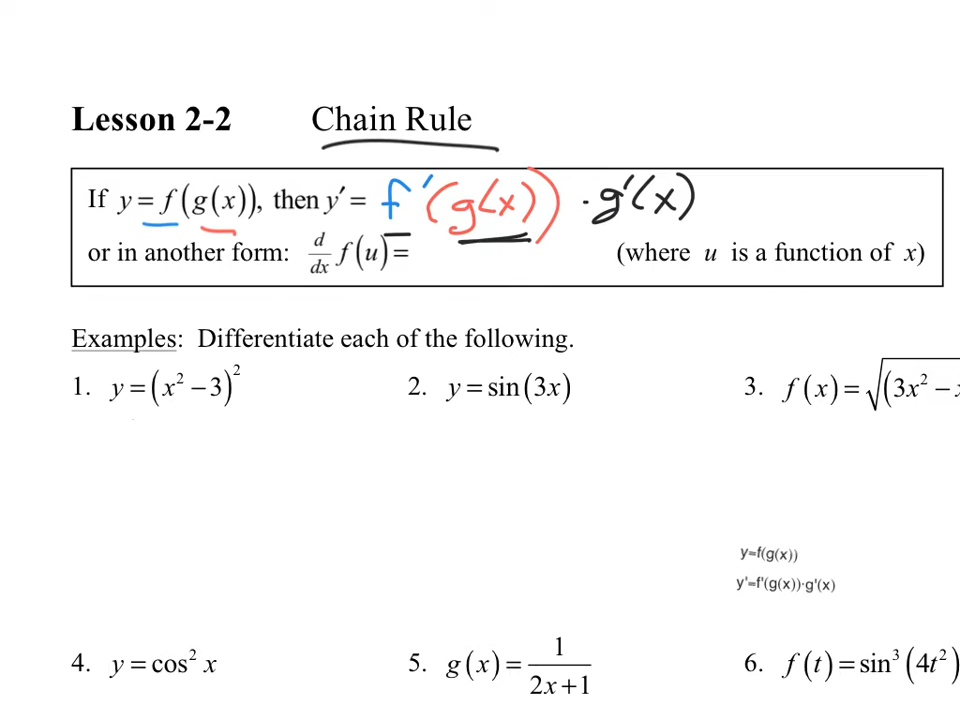 Lesson 2-2 Chain Rule
If y = f(g(x)), then y′ = f′(g(x)) · g′(x)
or in another form: d/dx f(u) = (where u is a function of x)
Examples: Differentiate each of the following.
1. y = (x² − 3)² 2. y = sin(3x) 3. f(x) = √(3x² −
y=f(g(x))
y'=f'(g(x))·g'(x)
4. y = cos² x 5. g(x) = 1/(2x+1) 6. f(t) = sin³(4t²)